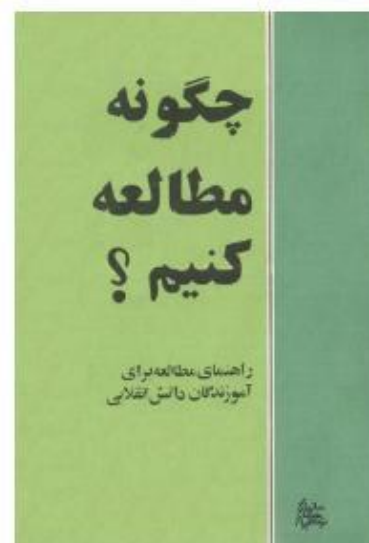 چگونه
مطالعه
کنیم ؟
راهنمای مطالعه برای
آموزندگان دانش انقلابی